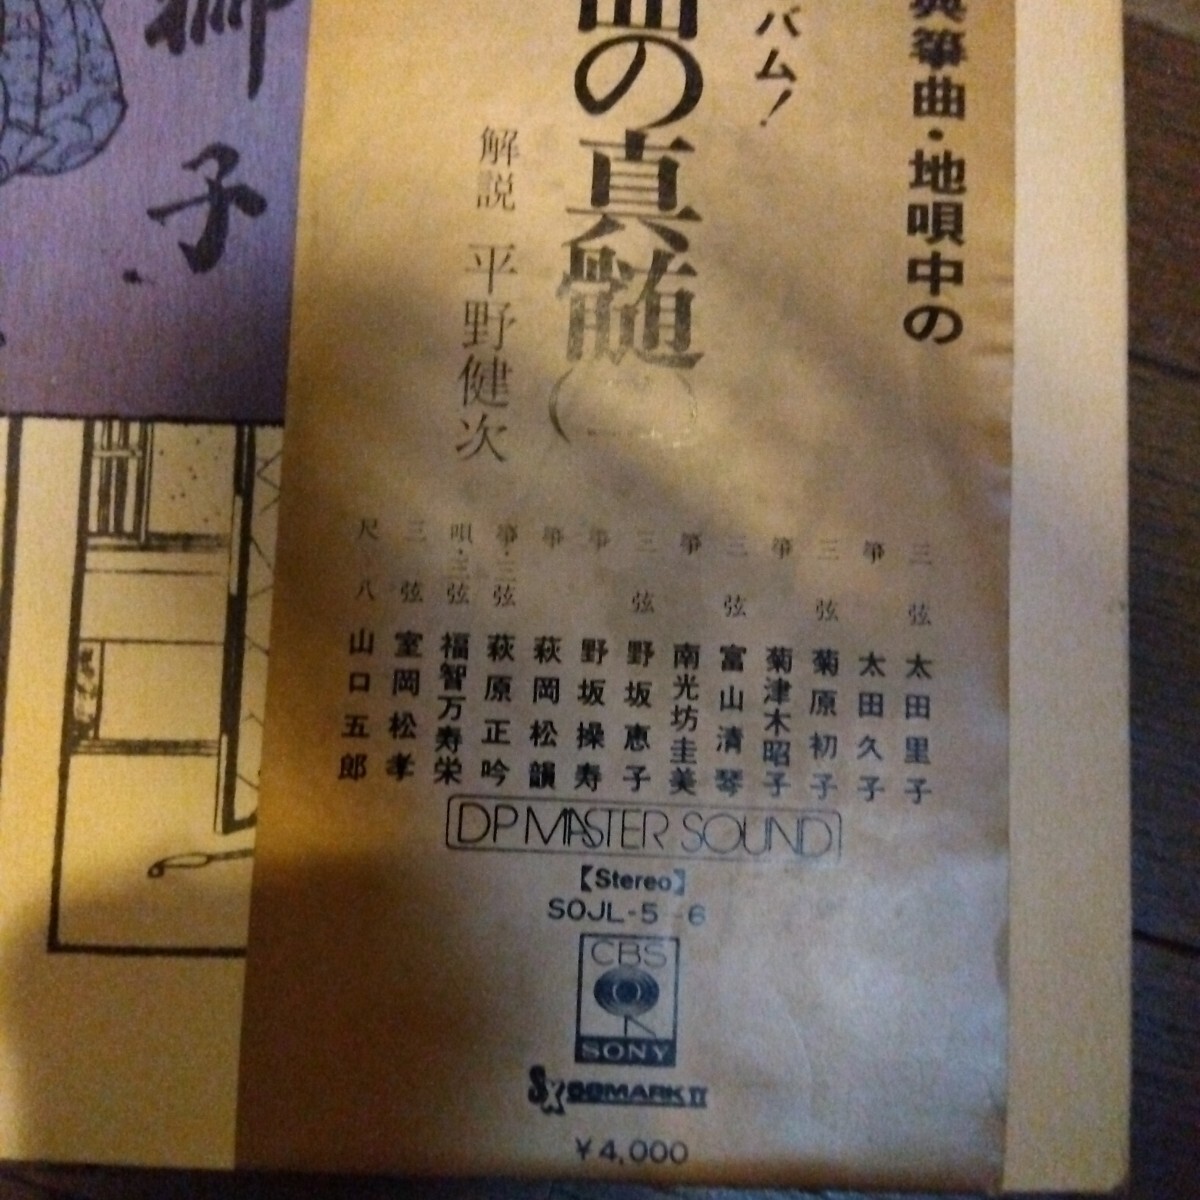 典箏曲・地唄中の
バム!
曲の真髄
解説 平野健次
三弦 太田里子
箏 太田久子
三弦 菊原初子
箏 菊津木昭子
三弦 富山清琴
箏 南光坊圭美
三弦 野坂恵子
箏 野坂操寿
箏 萩岡松韻
箏・三弦 萩原正吟
唄・三弦 福智万寿栄
三弦 室岡松孝
尺八 山口五郎
DP MASTER SOUND
【Stereo】
SOJL-5-6
CBS
SONY
SX 68MARK II
¥4,000
獅子